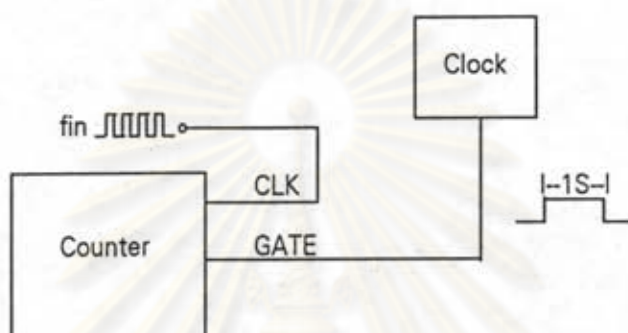 Clock
fin
CLK
|--1S--|
Counter
GATE